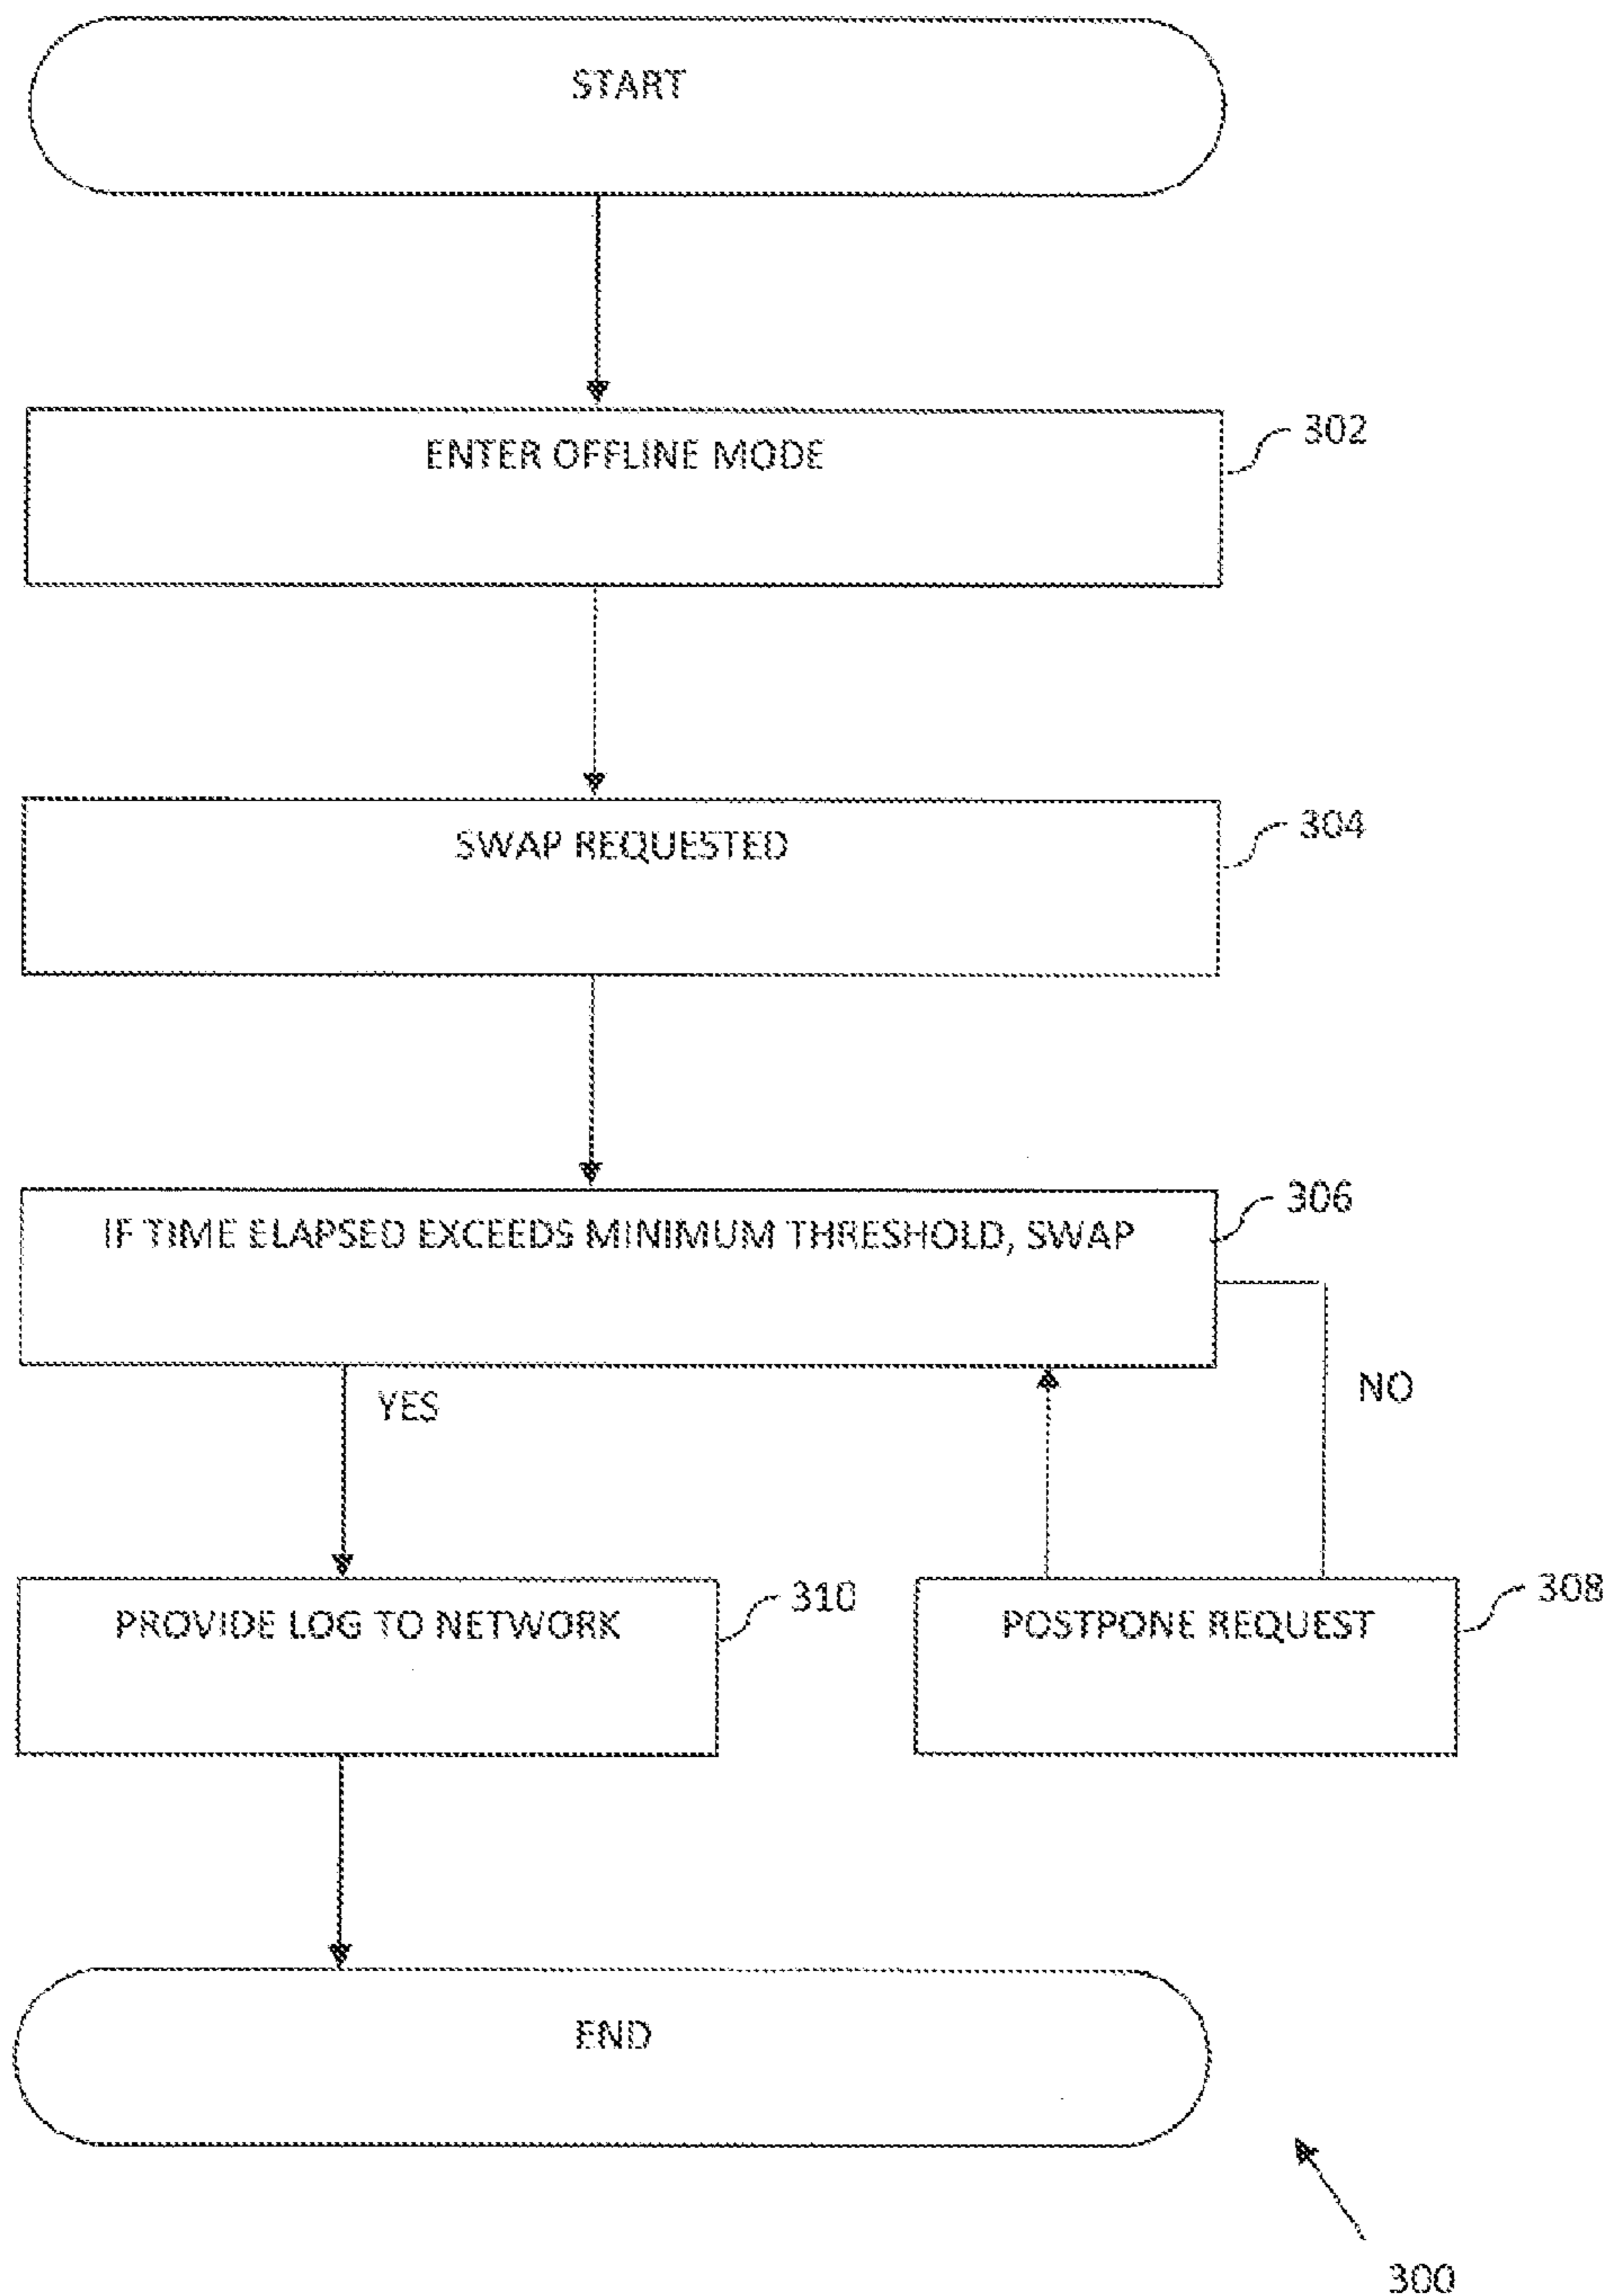 START
ENTER OFFLINE MODE
302
SWAP REQUESTED
304
IF TIME ELAPSED EXCEEDS MINIMUM THRESHOLD, SWAP
306
YES
NO
PROVIDE LOG TO NETWORK
310
POSTPONE REQUEST
308
END
300